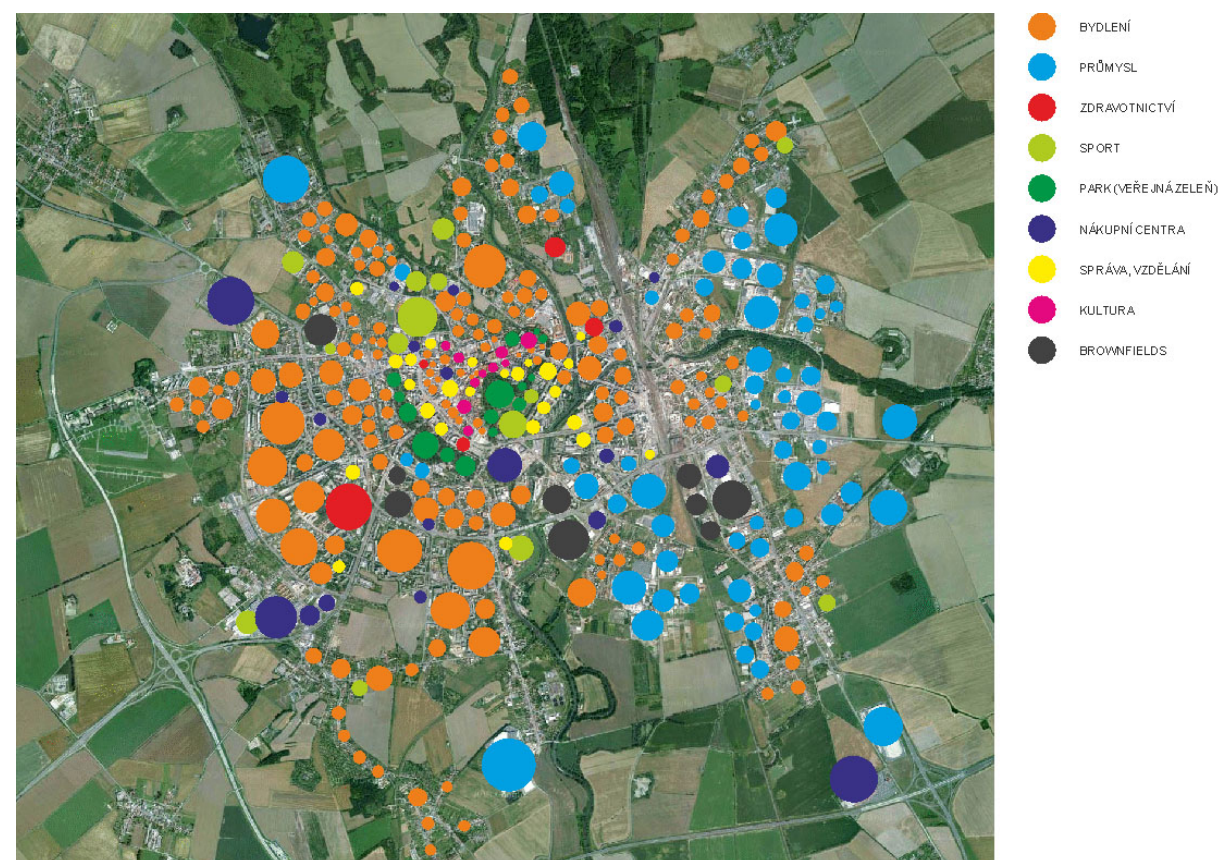 BYDLENÍ
PRŮMYSL
ZDRAVOTNICTVÍ
SPORT
PARK (VEŘEJNÁ ZELEŇ)
NÁKUPNÍ CENTRA
SPRÁVA, VZDĚLÁNÍ
KULTURA
BROWNFIELDS